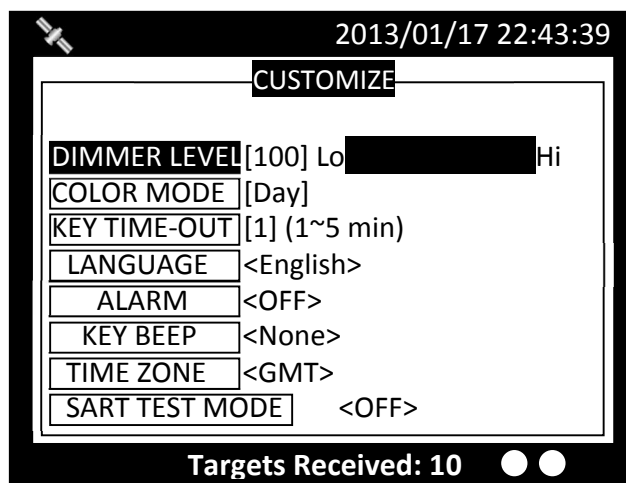 2013/01/17 22:43:39
CUSTOMIZE
DIMMER LEVEL [100] Lo Hi
COLOR MODE [Day]
KEY TIME-OUT [1] (1~5 min)
LANGUAGE <English>
ALARM <OFF>
KEY BEEP <None>
TIME ZONE <GMT>
SART TEST MODE <OFF>
Targets Received: 10